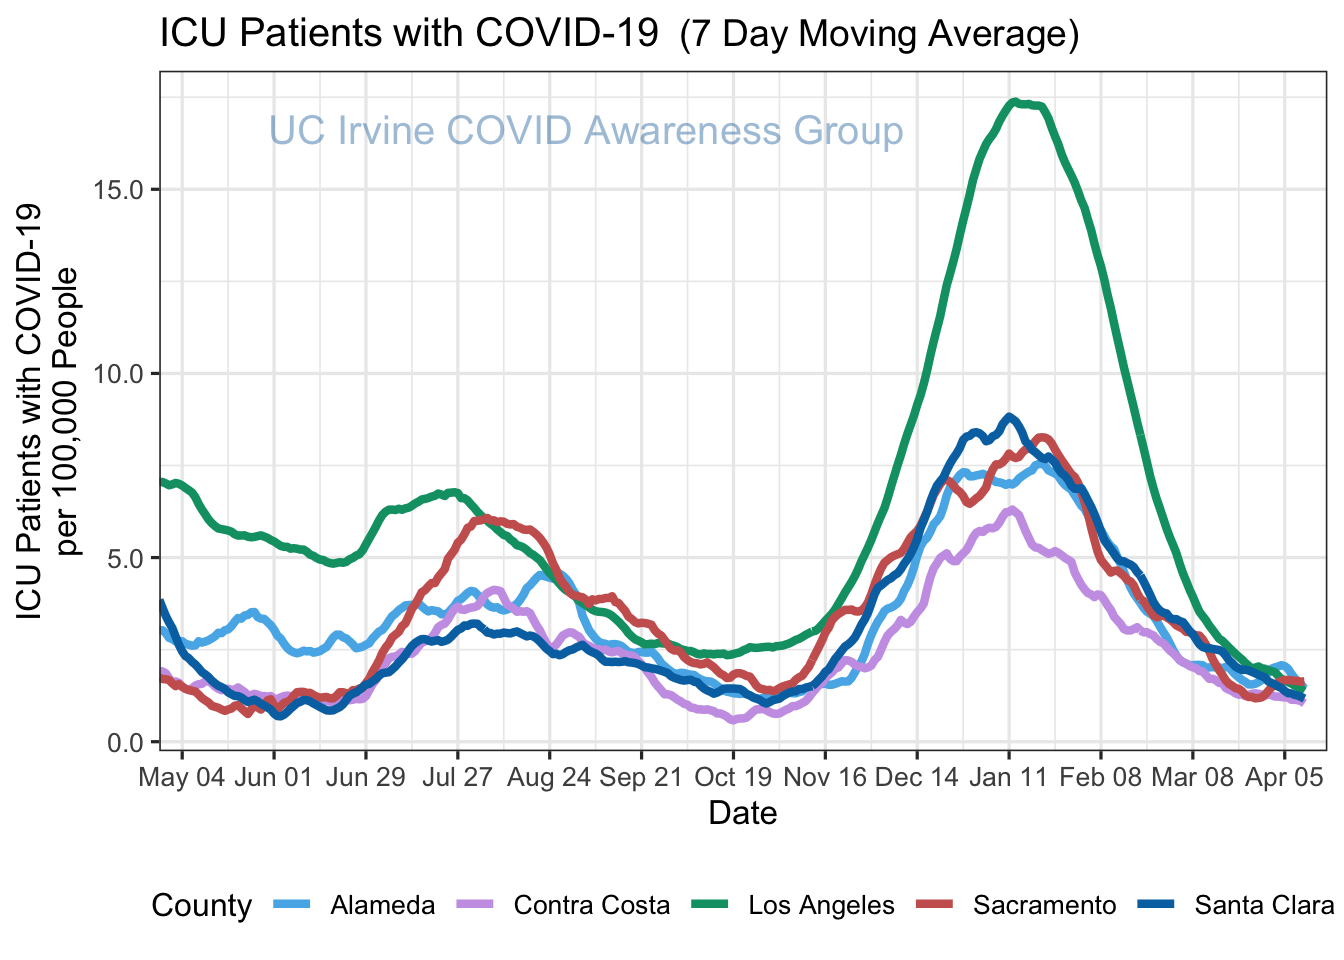 ICU Patients with COVID-19 (7 Day Moving Average)
UC Irvine COVID Awareness Group
ICU Patients with COVID-19
per 100,000 People
15.0
10.0
5.0
0.0
May 04 Jun 01 Jun 29 Jul 27 Aug 24 Sep 21 Oct 19 Nov 16 Dec 14 Jan 11 Feb 08 Mar 08 Apr 05
Date
County Alameda Contra Costa Los Angeles Sacramento Santa Clara